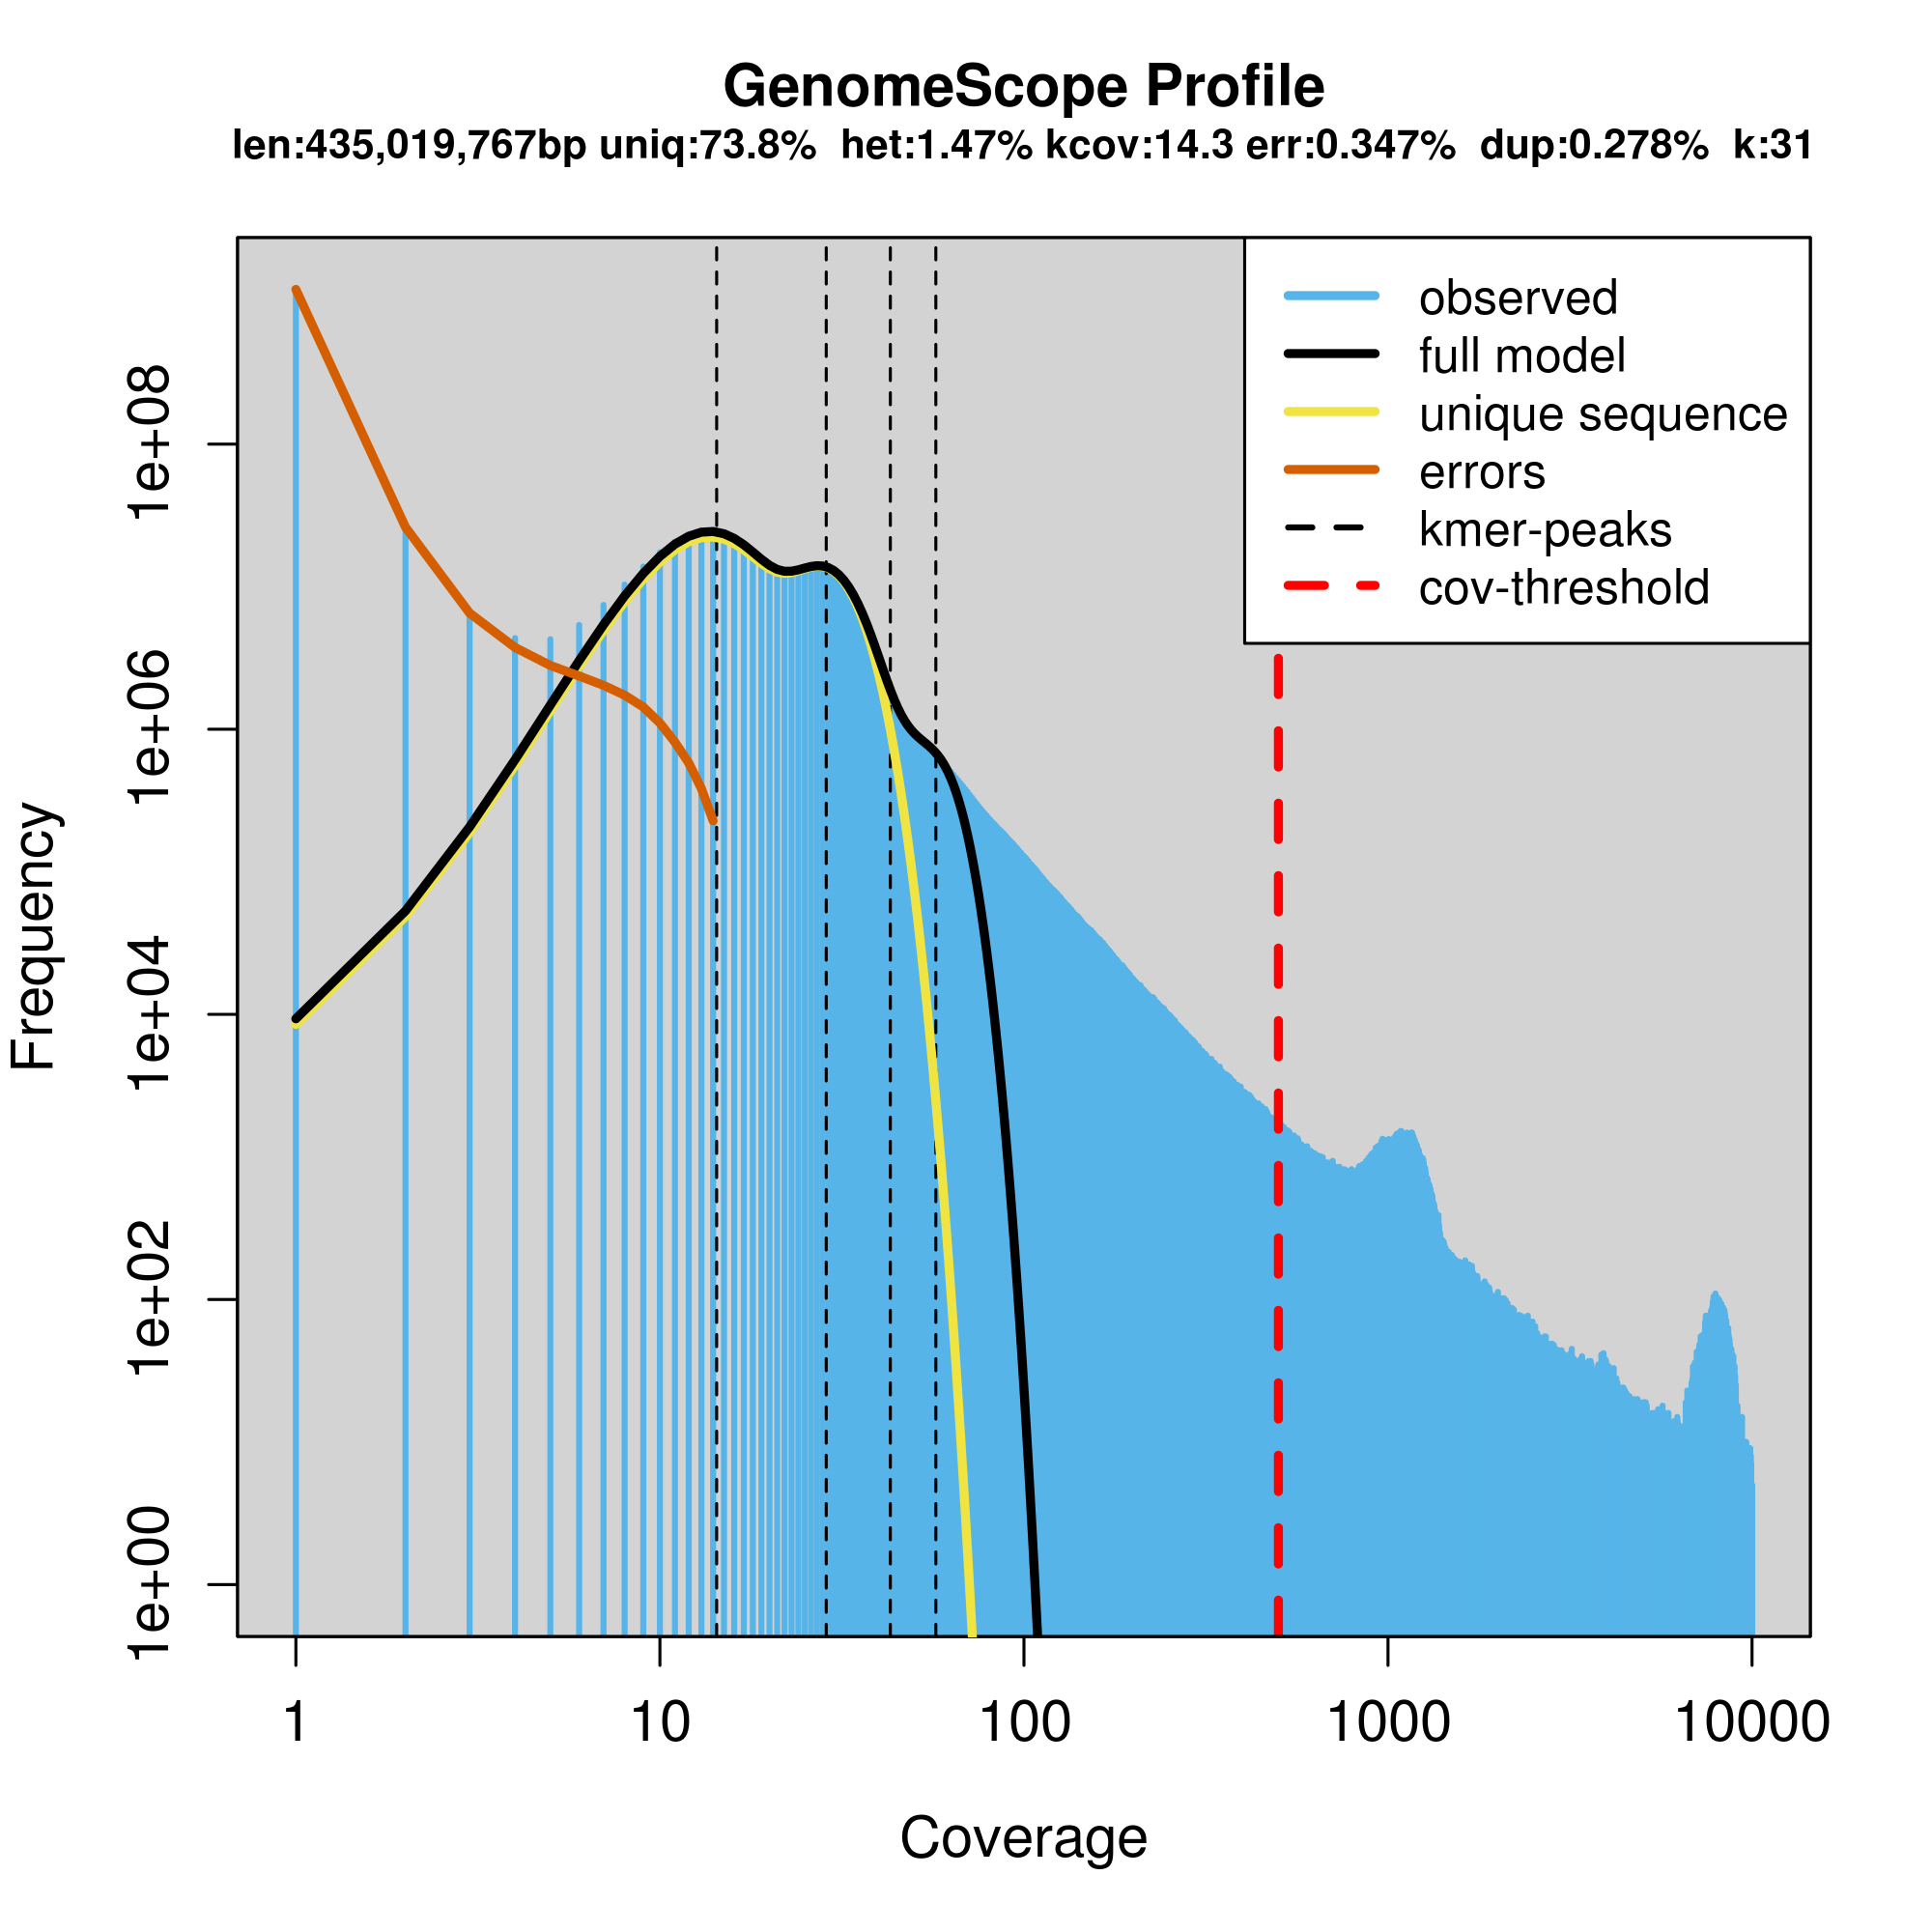 GenomeScope Profile
len:435,019,767bp uniq:73.8% het:1.47% kcov:14.3 err:0.347% dup:0.278% k:31
observed
full model
unique sequence
errors
kmer-peaks
cov-threshold
Frequency
1e+08
1e+06
1e+04
1e+02
1e+00
1 10 100 1000 10000
Coverage